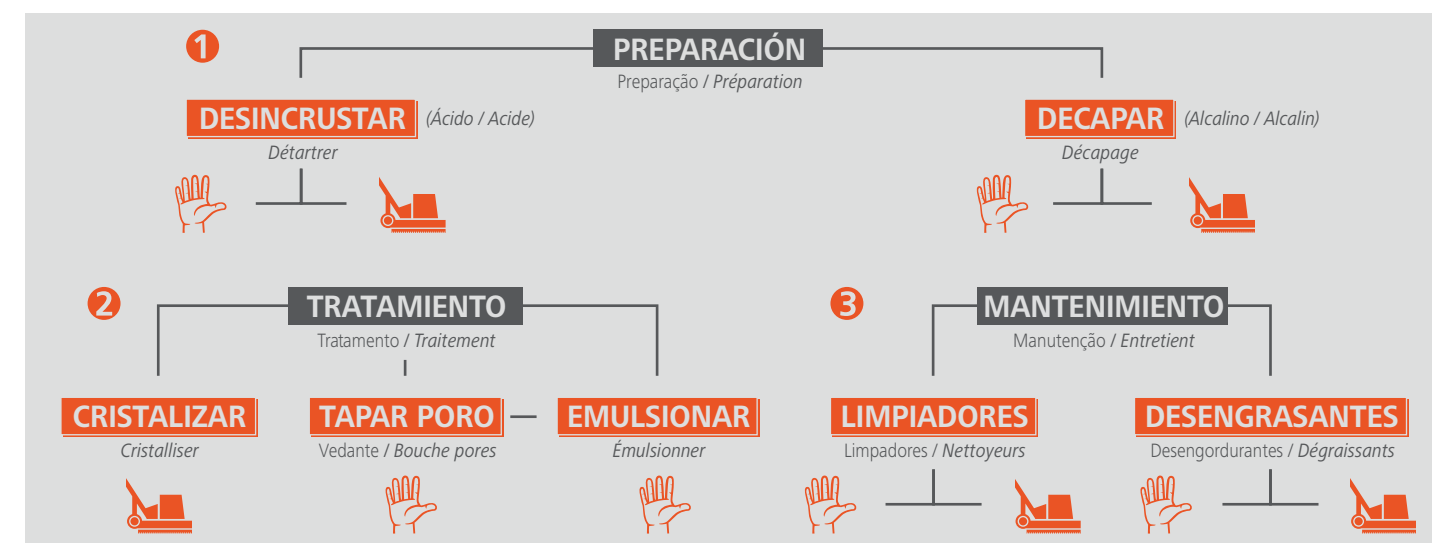 1
PREPARACIÓN
Preparação / Préparation
DESINCRUSTAR (Ácido / Acide)
Détartrer
DECAPAR (Alcalino / Alcalin)
Décapage
2
TRATAMIENTO
Tratamento / Traitement
CRISTALIZAR
Cristalliser
TAPAR PORO
Vedante / Bouche pores
EMULSIONAR
Émulsionner
3
MANTENIMIENTO
Manutenção / Entretient
LIMPIADORES
Limpadores / Nettoyeurs
DESENGRASANTES
Desengordurantes / Dégraissants